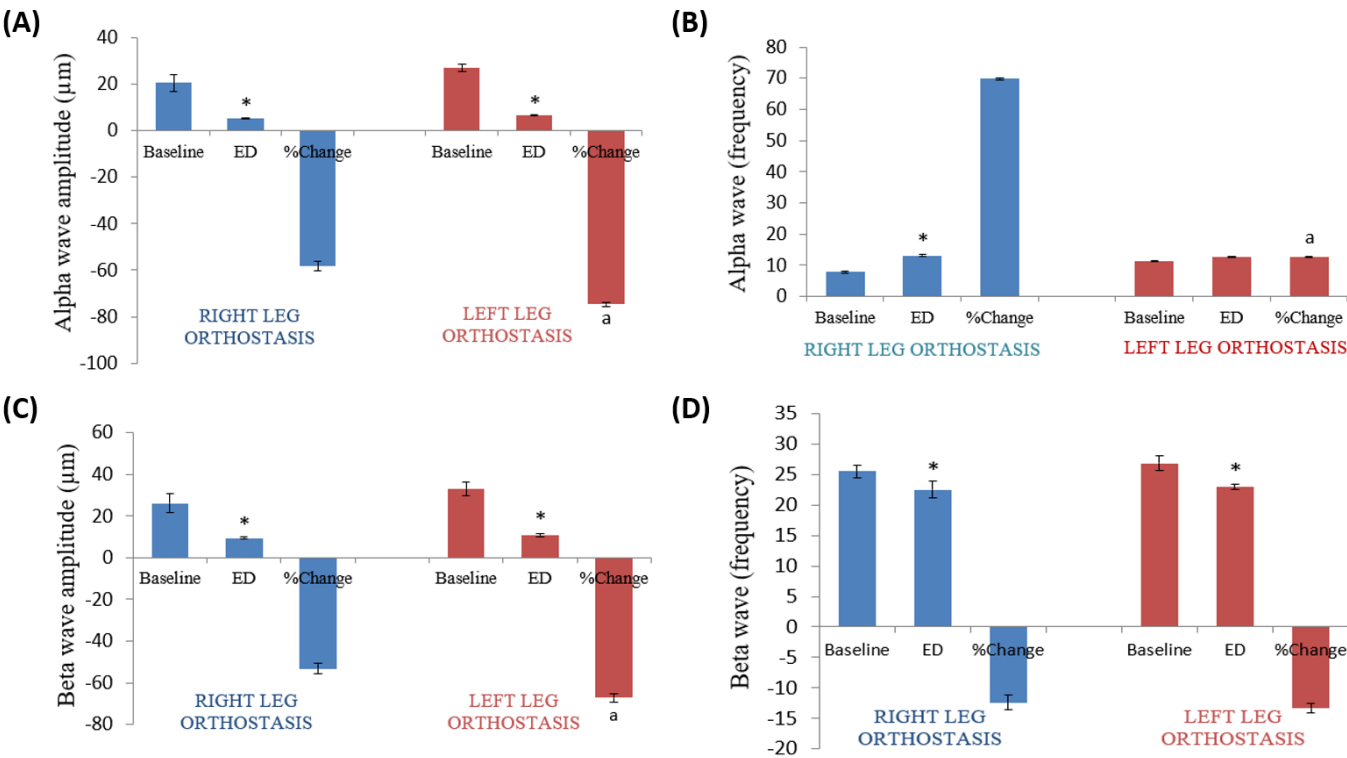 (A)
Alpha wave amplitude (µm)
40
20
0
-20
-40
-60
-80
-100
*
*
Baseline ED %Change
Baseline ED %Change
a
RIGHT LEG
ORTHOSTASIS
LEFT LEG
ORTHOSTASIS
(B)
Alpha wave (frequency)
80
70
60
50
40
30
20
10
0
*
a
Baseline ED %Change
Baseline ED %Change
RIGHT LEG ORTHOSTASIS
LEFT LEG ORTHOSTASIS
(C)
Beta wave amplitude (µm)
60
40
20
0
-20
-40
-60
-80
*
*
Baseline ED %Change
Baseline ED %Change
a
RIGHT LEG
ORTHOSTASIS
LEFT LEG
ORTHOSTASIS
(D)
Beta wave (frequency)
35
30
25
20
15
10
5
0
-5
-10
-15
-20
*
*
Baseline ED %Change
Baseline ED %Change
RIGHT LEG
ORTHOSTASIS
LEFT LEG
ORTHOSTASIS